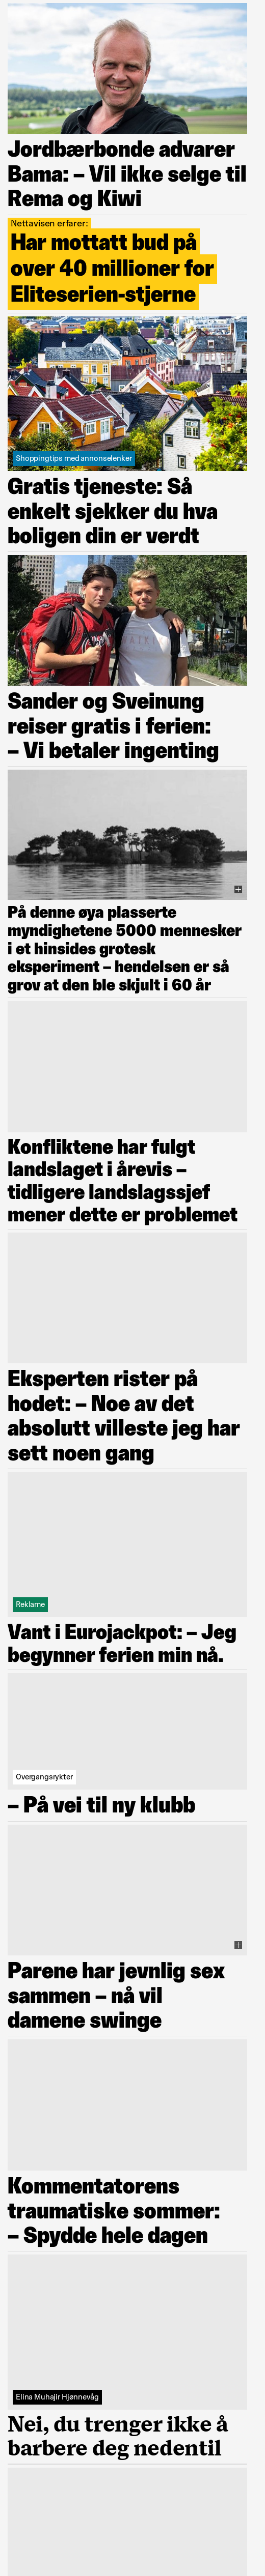 Jordbærbonde advarer
Bama: – Vil ikke selge til
Rema og Kiwi
Nettavisen erfarer:
Har mottatt bud på
over 40 millioner for
Eliteserien-stjerne
Shoppingtips med annonselenker
Gratis tjeneste: Så
enkelt sjekker du hva
boligen din er verdt
Sander og Sveinung
reiser gratis i ferien:
– Vi betaler ingenting
På denne øya plasserte
myndighetene 5000 mennesker
i et hinsides grotesk
eksperiment – hendelsen er så
grov at den ble skjult i 60 år
Konfliktene har fulgt
landslaget i årevis –
tidligere landslagssjef
mener dette er problemet
Eksperten rister på
hodet: – Noe av det
absolutt villeste jeg har
sett noen gang
Reklame
Vant i Eurojackpot: – Jeg
begynner ferien min nå.
Overgangsrykter
– På vei til ny klubb
Parene har jevnlig sex
sammen – nå vil
damene swinge
Kommentatorens
traumatiske sommer:
– Spydde hele dagen
Elina Muhajir Hjønnevåg
Nei, du trenger ikke å
barbere deg nedentil